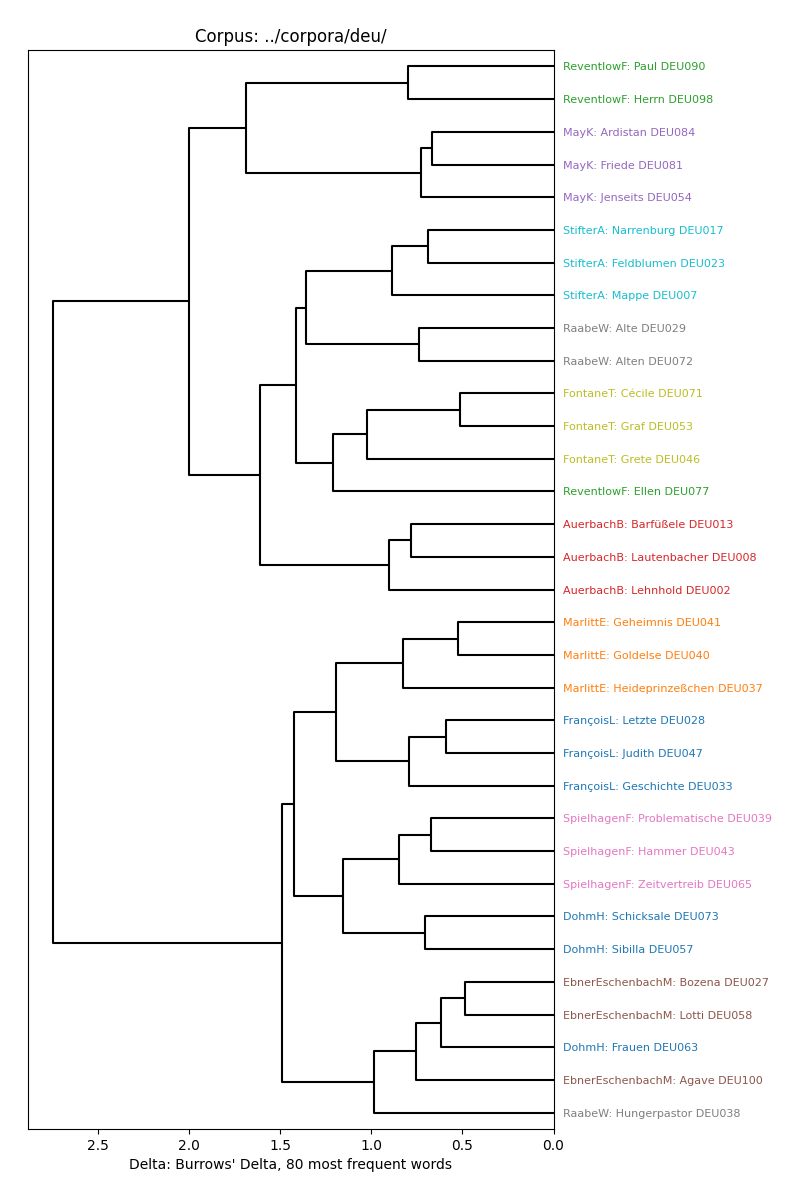 Corpus: ../corpora/deu/
ReventlowF: Paul DEU090
ReventlowF: Herrn DEU098
MayK: Ardistan DEU084
MayK: Friede DEU081
MayK: Jenseits DEU054
StifterA: Narrenburg DEU017
StifterA: Feldblumen DEU023
StifterA: Mappe DEU007
RaabeW: Alte DEU029
RaabeW: Alten DEU072
FontaneT: Cécile DEU071
FontaneT: Graf DEU053
FontaneT: Grete DEU046
ReventlowF: Ellen DEU077
AuerbachB: Barfüßele DEU013
AuerbachB: Lautenbacher DEU008
AuerbachB: Lehnhold DEU002
MarlittE: Geheimnis DEU041
MarlittE: Goldelse DEU040
MarlittE: Heideprinzeßchen DEU037
FrançoisL: Letzte DEU028
FrançoisL: Judith DEU047
FrançoisL: Geschichte DEU033
SpielhagenF: Problematische DEU039
SpielhagenF: Hammer DEU043
SpielhagenF: Zeitvertreib DEU065
DohmH: Schicksale DEU073
DohmH: Sibilla DEU057
EbnerEschenbachM: Bozena DEU027
EbnerEschenbachM: Lotti DEU058
DohmH: Frauen DEU063
EbnerEschenbachM: Agave DEU100
RaabeW: Hungerpastor DEU038
2.5 2.0 1.5 1.0 0.5 0.0
Delta: Burrows' Delta, 80 most frequent words